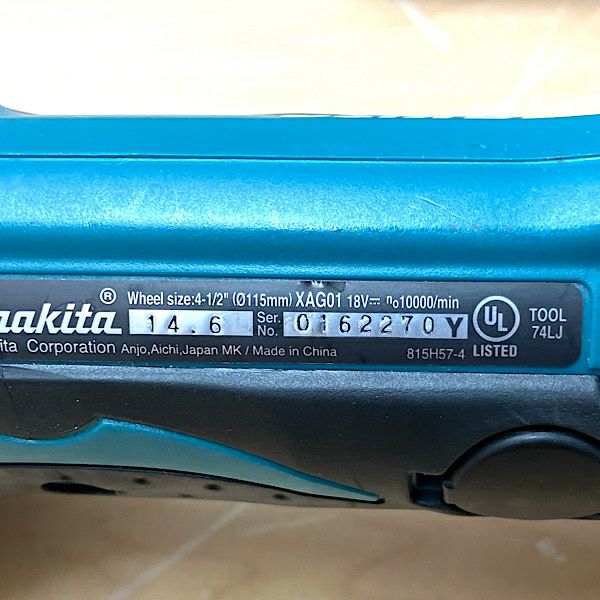 ® Wheel size:4-1/2" (Ø115mm) XAG01 18V⎓ n₀10000/min
makita 14.6 Ser. No. 0162270 Y UL LISTED TOOL 74LJ
ita Corporation Anjo,Aichi,Japan MK / Made in China 815H57-4